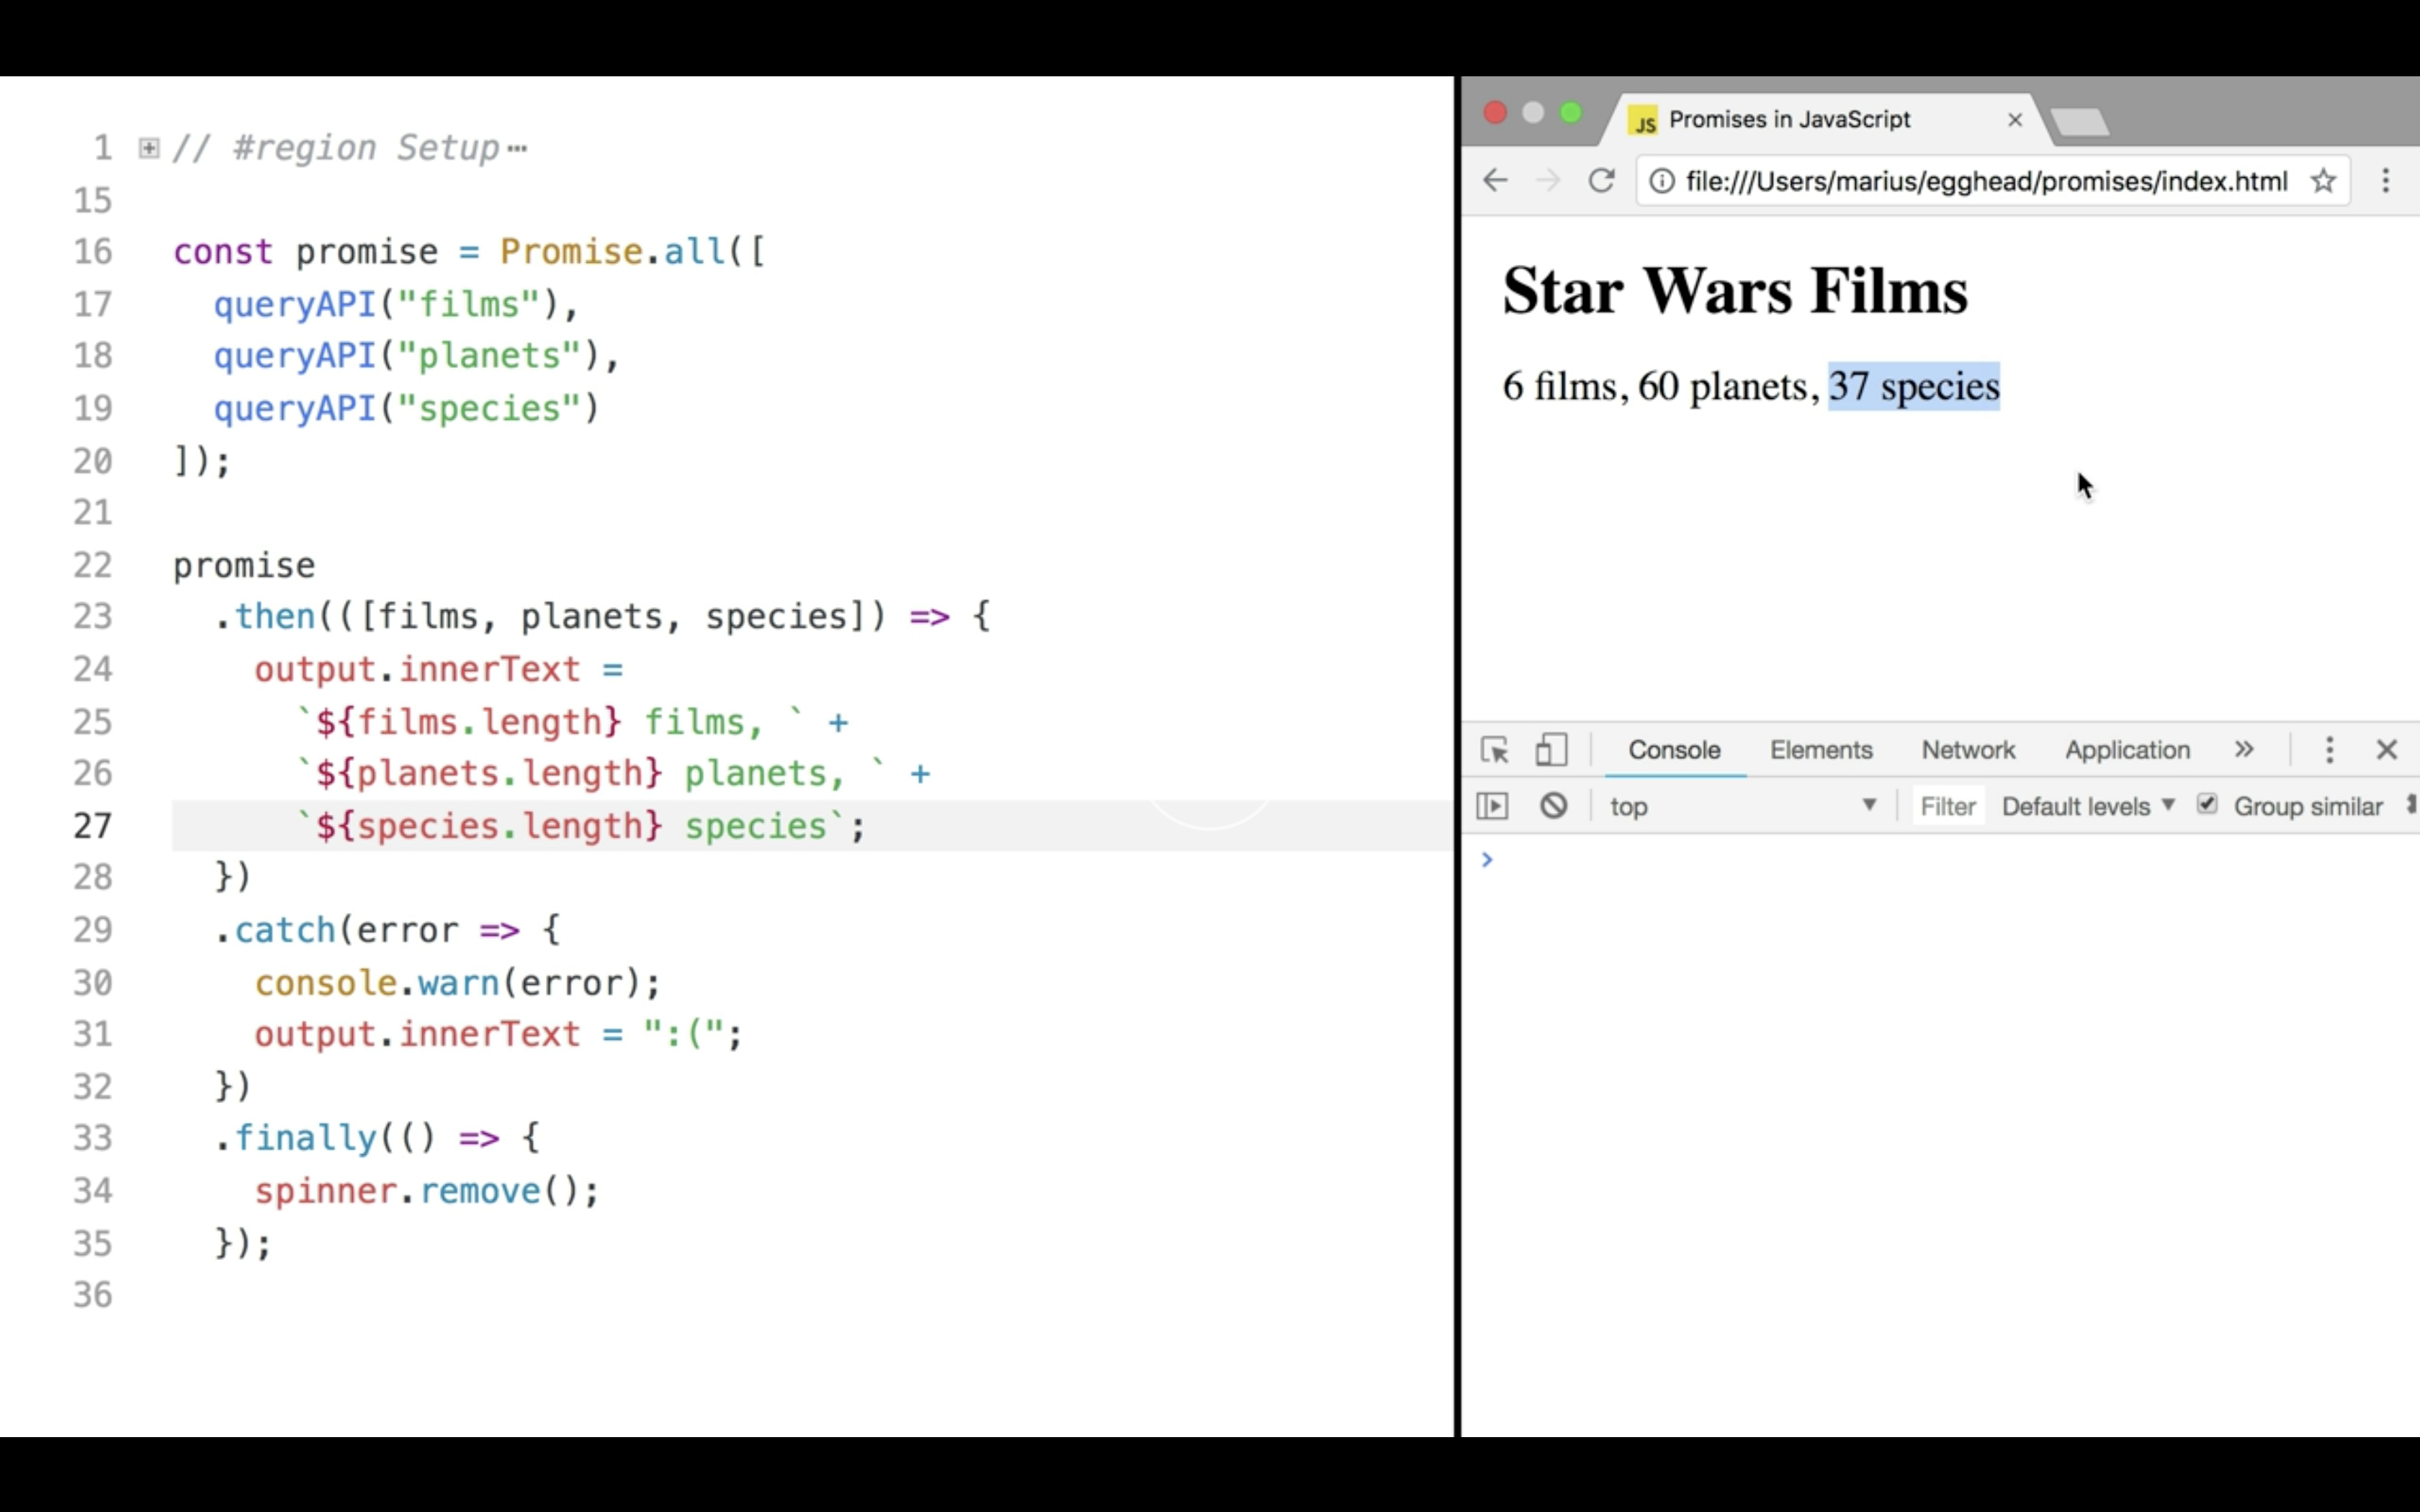 1 // #region Setup…
15
16 const promise = Promise.all([
17 queryAPI("films"),
18 queryAPI("planets"),
19 queryAPI("species")
20 ]);
21
22 promise
23 .then(([films, planets, species]) => {
24 output.innerText =
25 `${films.length} films, ` +
26 `${planets.length} planets, ` +
27 `${species.length} species`;
28 })
29 .catch(error => {
30 console.warn(error);
31 output.innerText = ":(";
32 })
33 .finally(() => {
34 spinner.remove();
35 });
36
JS Promises in JavaScript
file:///Users/marius/egghead/promises/index.html
Star Wars Films
6 films, 60 planets, 37 species
Console Elements Network Application »
top Filter Default levels Group similar